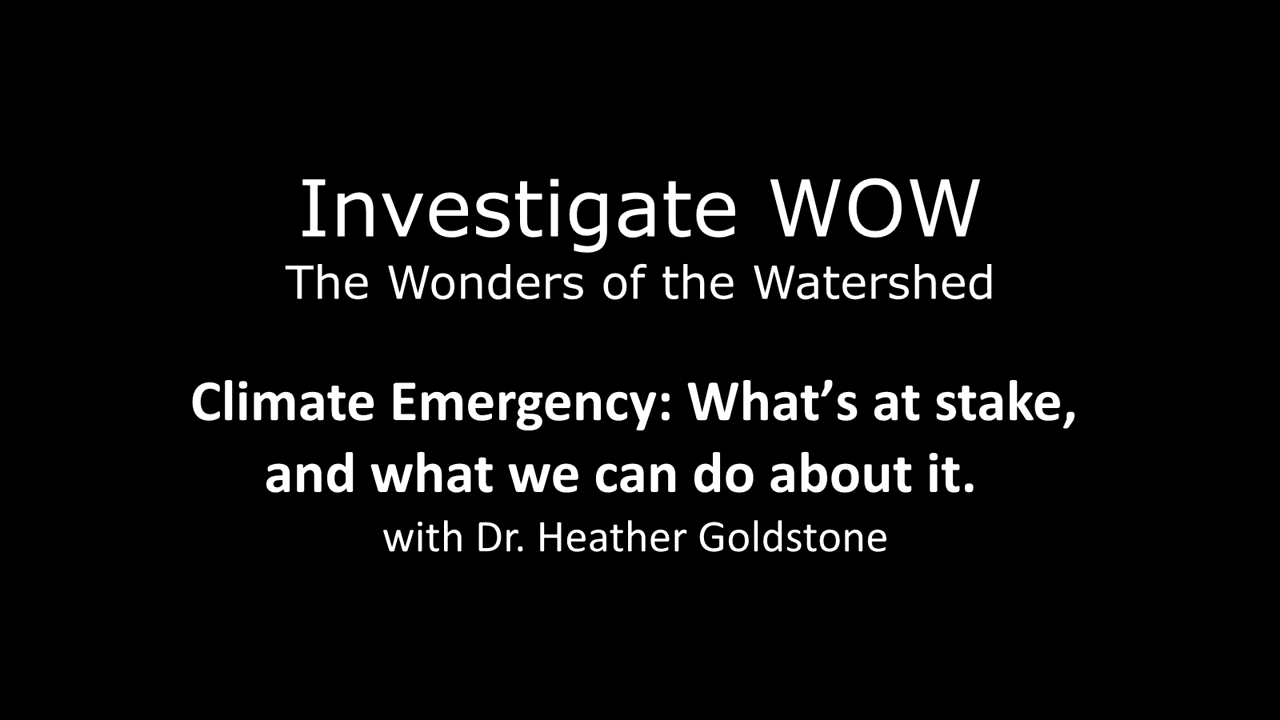 Investigate WOW
The Wonders of the Watershed
Climate Emergency: What’s at stake,
and what we can do about it.
with Dr. Heather Goldstone